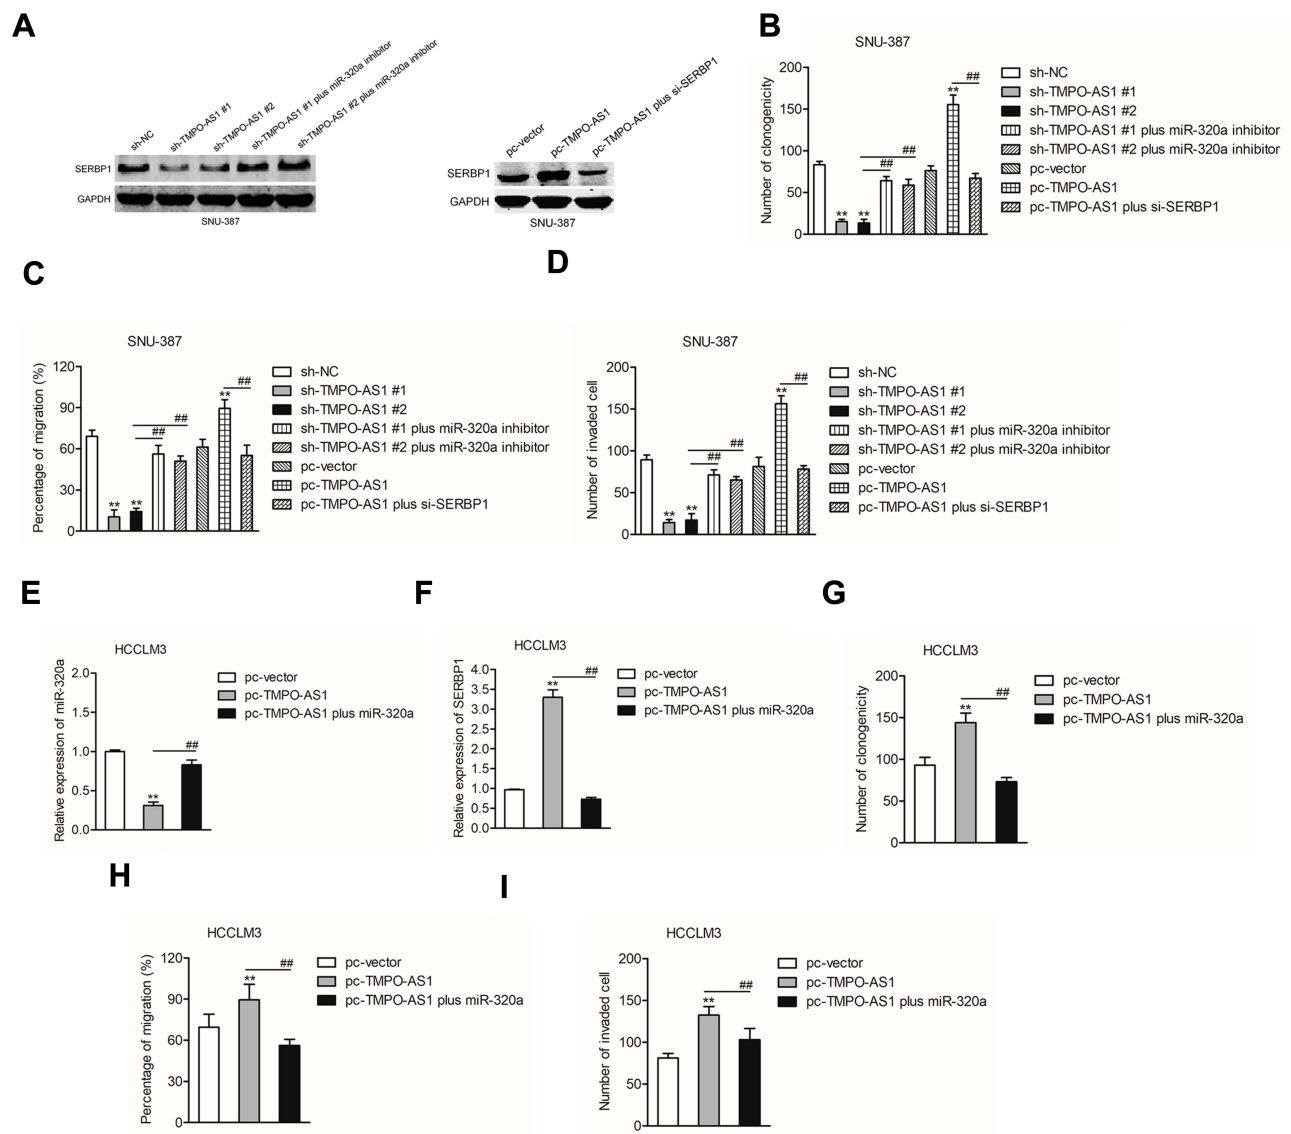 A
sh-NC
sh-TMPO-AS1 #1
sh-TMPO-AS1 #2
sh-TMPO-AS1 #1 plus miR-320a inhibitor
sh-TMPO-AS1 #2 plus miR-320a inhibitor
SERBP1
GAPDH
SNU-387
pc-vector
pc-TMPO-AS1
pc-TMPO-AS1 plus si-SERBP1
SERBP1
GAPDH
SNU-387
B
SNU-387
Number of clonogenicity
200
150
100
50
0
** ** ## ## ** ##
sh-NC
sh-TMPO-AS1 #1
sh-TMPO-AS1 #2
sh-TMPO-AS1 #1 plus miR-320a inhibitor
sh-TMPO-AS1 #2 plus miR-320a inhibitor
pc-vector
pc-TMPO-AS1
pc-TMPO-AS1 plus si-SERBP1
C
SNU-387
Percentage of migration (%)
120
90
60
30
0
** ** ## ## ** ##
sh-NC
sh-TMPO-AS1 #1
sh-TMPO-AS1 #2
sh-TMPO-AS1 #1 plus miR-320a inhibitor
sh-TMPO-AS1 #2 plus miR-320a inhibitor
pc-vector
pc-TMPO-AS1
pc-TMPO-AS1 plus si-SERBP1
D
SNU-387
Number of invaded cell
200
150
100
50
0
** ** ## ## ** ##
sh-NC
sh-TMPO-AS1 #1
sh-TMPO-AS1 #2
sh-TMPO-AS1 #1 plus miR-320a inhibitor
sh-TMPO-AS1 #2 plus miR-320a inhibitor
pc-vector
pc-TMPO-AS1
pc-TMPO-AS1 plus si-SERBP1
E
HCCLM3
Relative expression of miR-320a
2.0
1.5
1.0
0.5
0.0
** ##
pc-vector
pc-TMPO-AS1
pc-TMPO-AS1 plus miR-320a
F
HCCLM3
Relative expression of SERBP1
4.0
3.5
3.0
2.5
2.0
1.5
1.0
0.5
0.0
** ##
pc-vector
pc-TMPO-AS1
pc-TMPO-AS1 plus miR-320a
G
HCCLM3
Number of clonogenicity
200
150
100
50
0
** ##
pc-vector
pc-TMPO-AS1
pc-TMPO-AS1 plus miR-320a
H
HCCLM3
Percentage of migration (%)
120
90
60
30
0
** ##
pc-vector
pc-TMPO-AS1
pc-TMPO-AS1 plus miR-320a
I
HCCLM3
Number of invaded cell
200
150
100
50
0
** ##
pc-vector
pc-TMPO-AS1
pc-TMPO-AS1 plus miR-320a